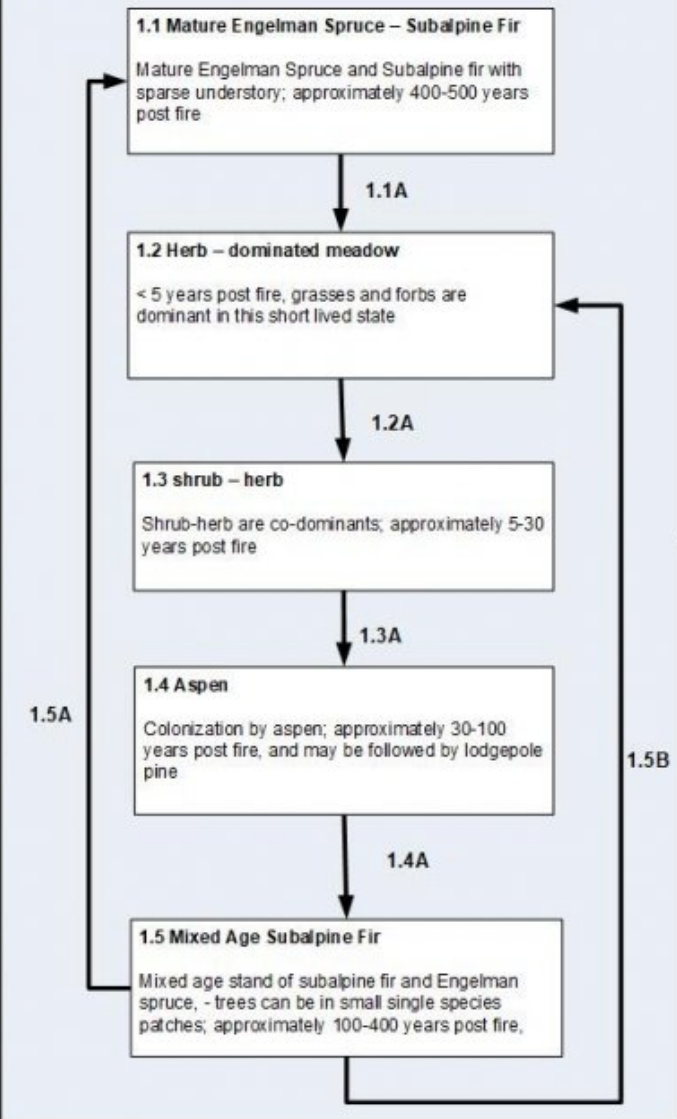 1.1 Mature Engelman Spruce – Subalpine Fir
Mature Engelman Spruce and Subalpine fir with
sparse understory; approximately 400-500 years
post fire
1.1A
1.2 Herb – dominated meadow
< 5 years post fire, grasses and forbs are
dominant in this short lived state
1.2A
1.3 shrub – herb
Shrub-herb are co-dominants; approximately 5-30
years post fire
1.3A
1.4 Aspen
Colonization by aspen; approximately 30-100
years post fire, and may be followed by lodgepole
pine
1.5A
1.5B
1.4A
1.5 Mixed Age Subalpine Fir
Mixed age stand of subalpine fir and Engelman
spruce, - trees can be in small single species
patches; approximately 100-400 years post fire,